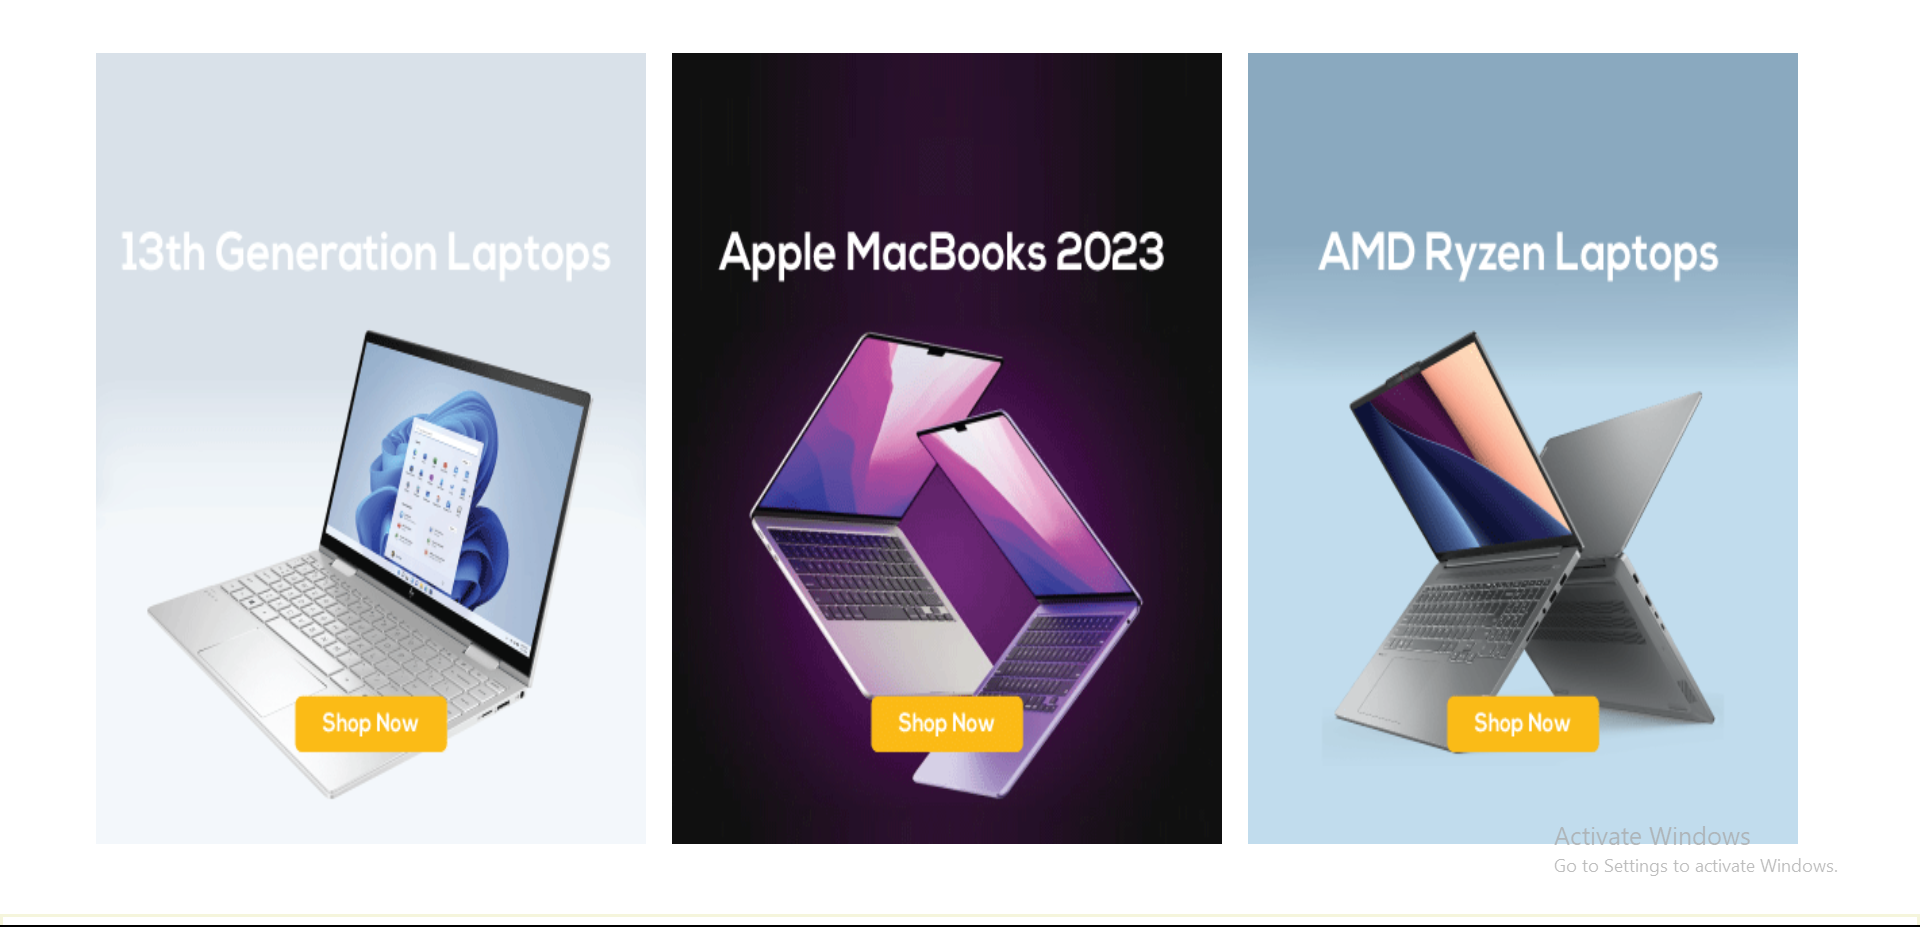 13th Generation Laptops
Apple MacBooks 2023
AMD Ryzen Laptops
Shop Now
Shop Now
Shop Now
Activate Windows
Go to Settings to activate Windows.